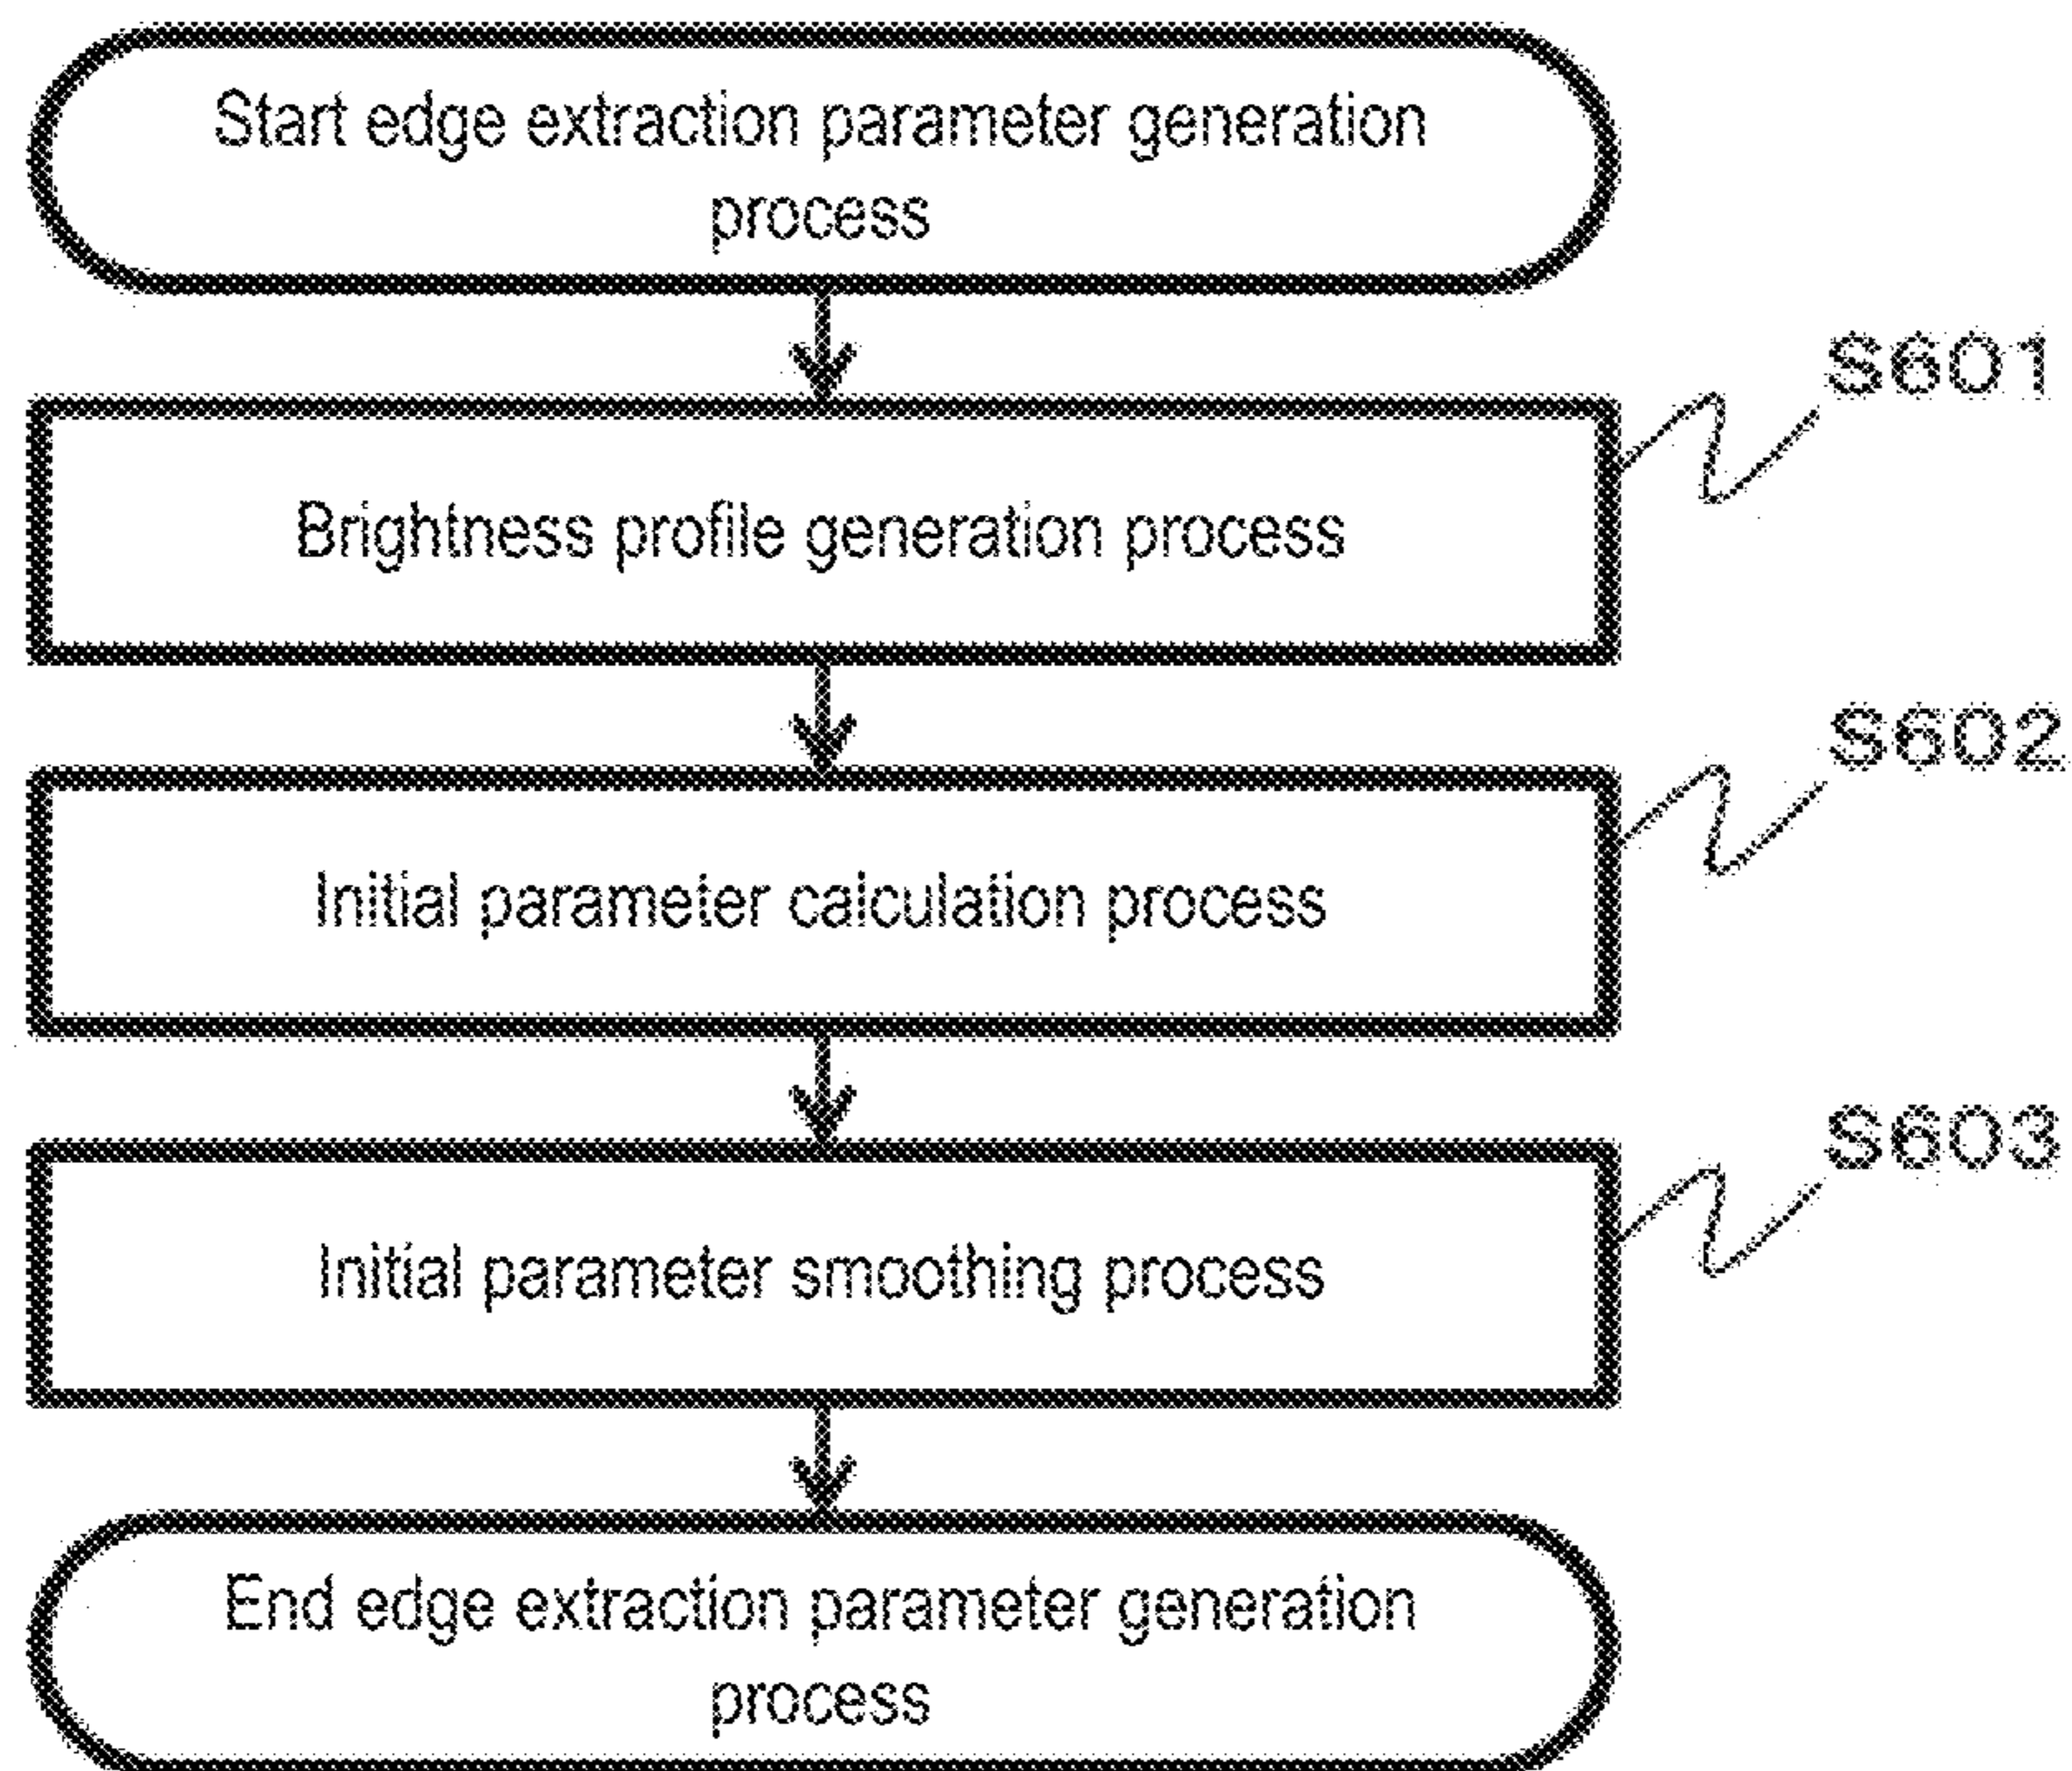 Start edge extraction parameter generation
process
S601
Brightness profile generation process
S602
Initial parameter calculation process
S603
Initial parameter smoothing process
End edge extraction parameter generation
process